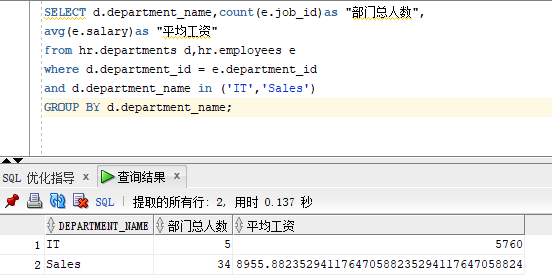 SELECT d.department_name,count(e.job_id)as "部门总人数",
avg(e.salary)as "平均工资"
from hr.departments d,hr.employees e
where d.department_id = e.department_id
and d.department_name in ('IT','Sales')
GROUP BY d.department_name;
SQL 优化指导 × 查询结果 ×
SQL | 提取的所有行: 2, 用时 0.137 秒
DEPARTMENT_NAME 部门总人数 平均工资
1 IT 5 5760
2 Sales 34 8955.88235294117647058823529411764705882​4